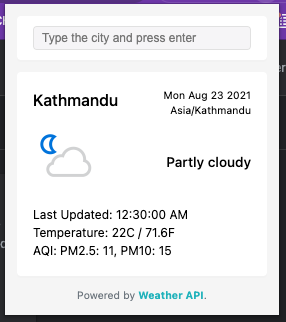 Type the city and press enter
Kathmandu
Mon Aug 23 2021
Asia/Kathmandu
Partly cloudy
Last Updated: 12:30:00 AM
Temperature: 22C / 71.6F
AQI: PM2.5: 11, PM10: 15
Powered by Weather API.